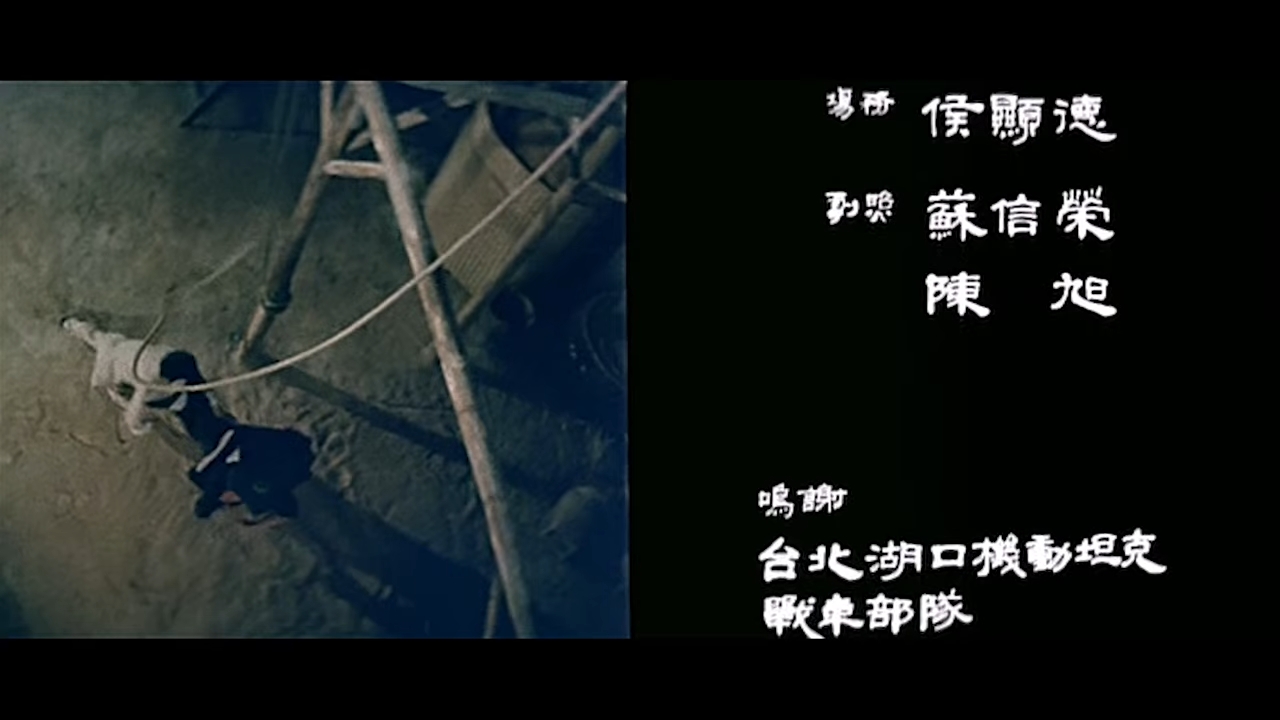 場務 侯顯德
劇照 蘇信榮
陳 旭
鳴謝
台北湖口機動坦克
戰車部隊